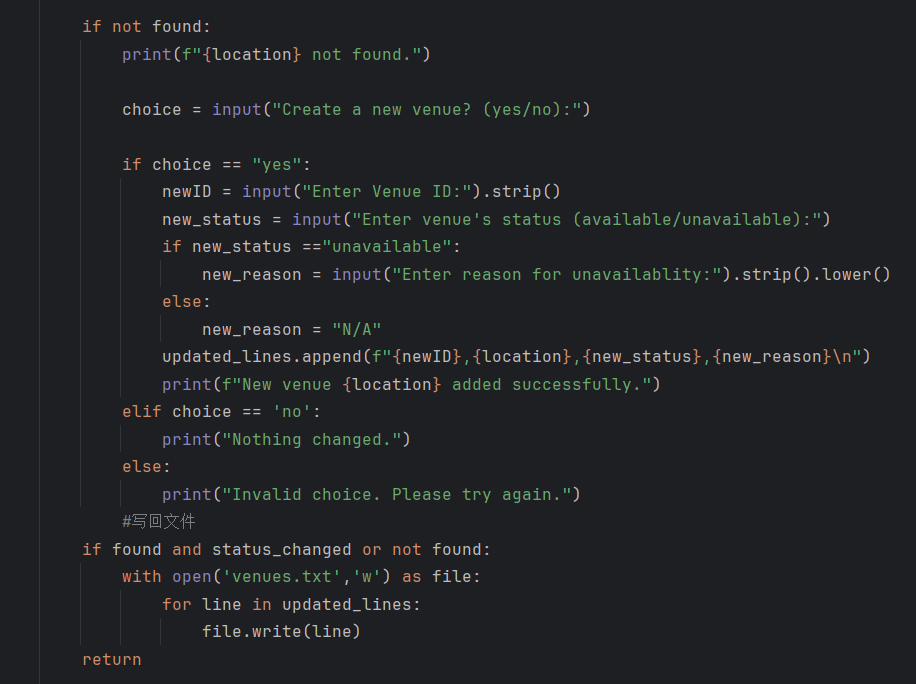 if not found:
print(f"{location} not found.")
choice = input("Create a new venue? (yes/no):")
if choice == "yes":
newID = input("Enter Venue ID:").strip()
new_status = input("Enter venue's status (available/unavailable):")
if new_status =="unavailable":
new_reason = input("Enter reason for unavailablity:").strip().lower()
else:
new_reason = "N/A"
updated_lines.append(f"{newID},{location},{new_status},{new_reason}\n")
print(f"New venue {location} added successfully.")
elif choice == 'no':
print("Nothing changed.")
else:
print("Invalid choice. Please try again.")
#写回文件
if found and status_changed or not found:
with open('venues.txt','w') as file:
for line in updated_lines:
file.write(line)
return